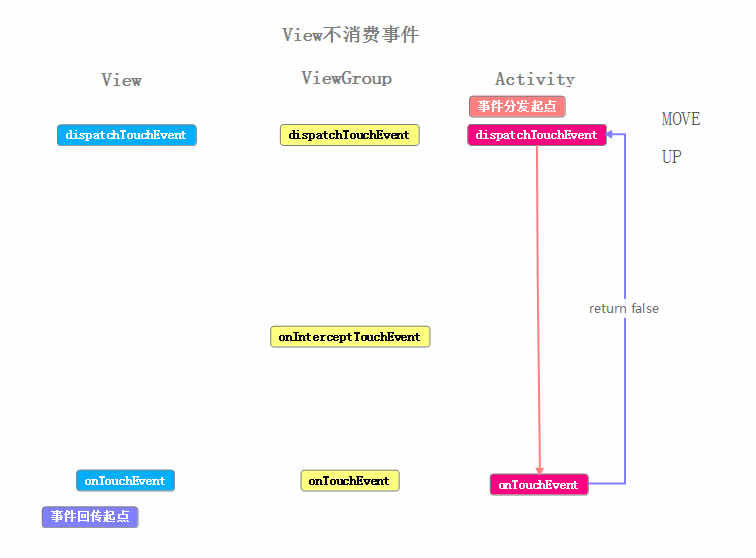 View不消费事件
View
ViewGroup
Activity
事件分发起点
dispatchTouchEvent
dispatchTouchEvent
dispatchTouchEvent
MOVE
UP
return false
onInterceptTouchEvent
onTouchEvent
onTouchEvent
onTouchEvent
事件回传起点